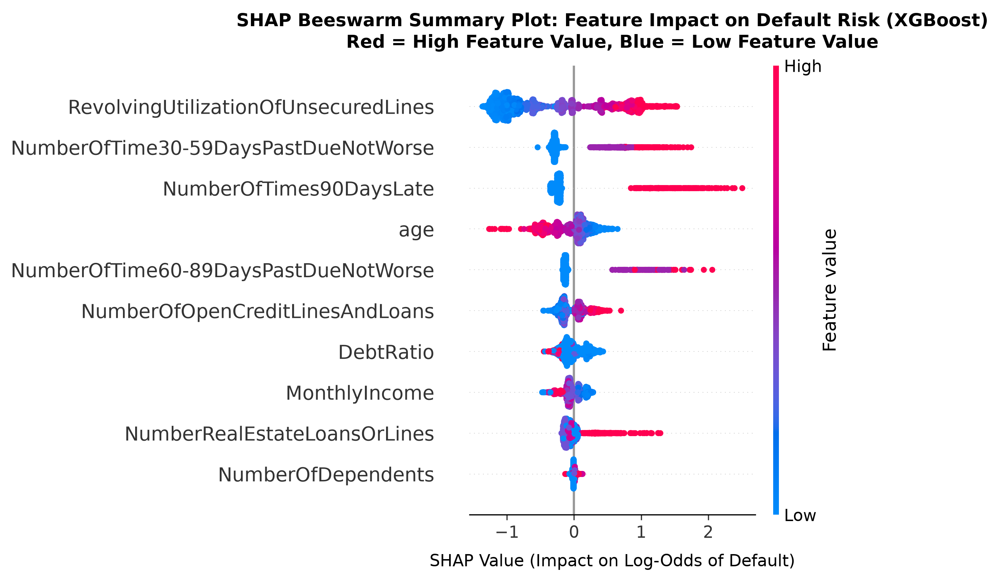 SHAP Beeswarm Summary Plot: Feature Impact on Default Risk (XGBoost)
Red = High Feature Value, Blue = Low Feature Value
High
RevolvingUtilizationOfUnsecuredLines
NumberOfTime30-59DaysPastDueNotWorse
NumberOfTimes90DaysLate
age
NumberOfTime60-89DaysPastDueNotWorse
NumberOfOpenCreditLinesAndLoans
DebtRatio
MonthlyIncome
NumberRealEstateLoansOrLines
NumberOfDependents
Feature value
Low
−1 0 1 2
SHAP Value (Impact on Log-Odds of Default)